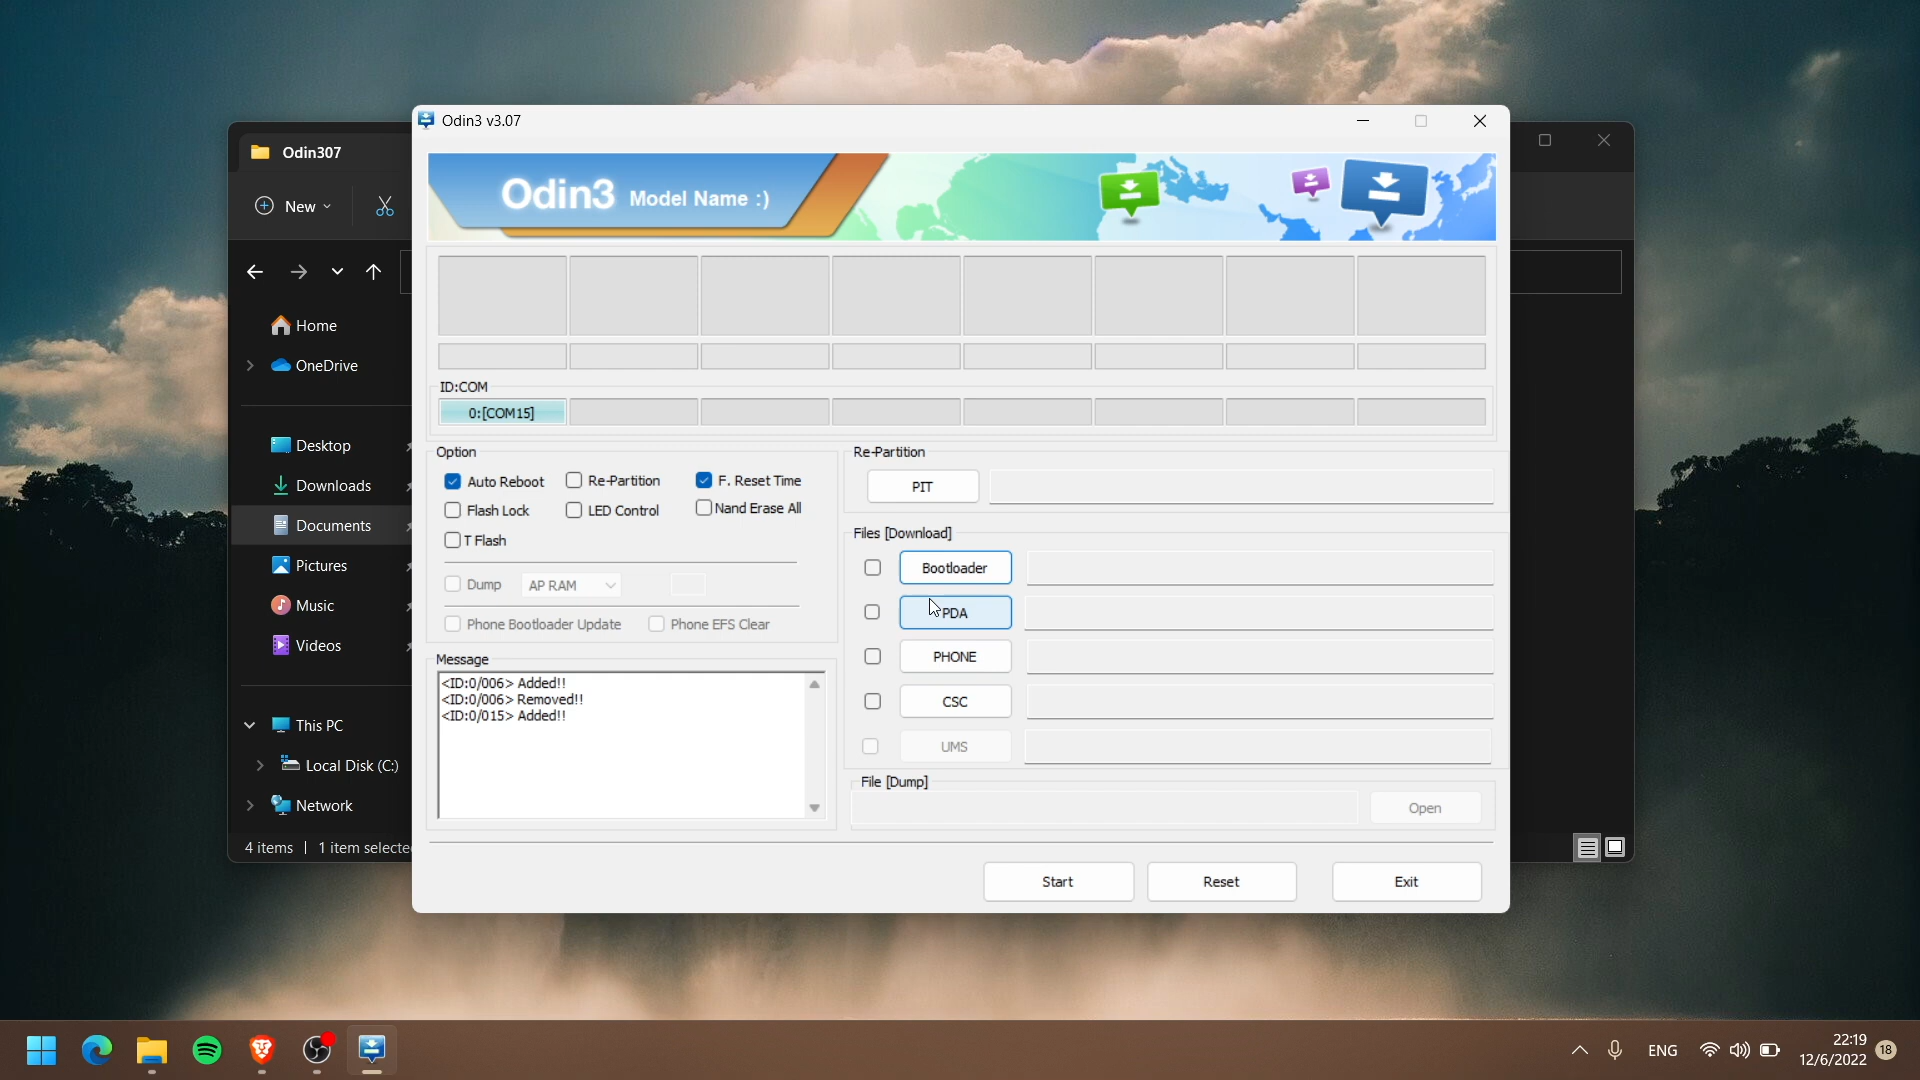 Odin3 v3.07
Odin307
New
Home
OneDrive
Desktop
Downloads
Documents
Pictures
Music
Videos
This PC
Local Disk (C:)
Network
4 items
1 item selecte
Odin3 Model Name :)
ID:COM
0:[COM15]
Option
Auto Reboot
Re-Partition
F. Reset Time
Flash Lock
LED Control
Nand Erase All
T Flash
Dump
AP RAM
Phone Bootloader Update
Phone EFS Clear
Message
<ID:0/006> Added!!
<ID:0/006> Removed!!
<ID:0/015> Added!!
Re-Partition
PIT
Files [Download]
Bootloader
PDA
PHONE
CSC
UMS
File [Dump]
Open
Start
Reset
Exit
ENG
22:19
12/6/2022
18